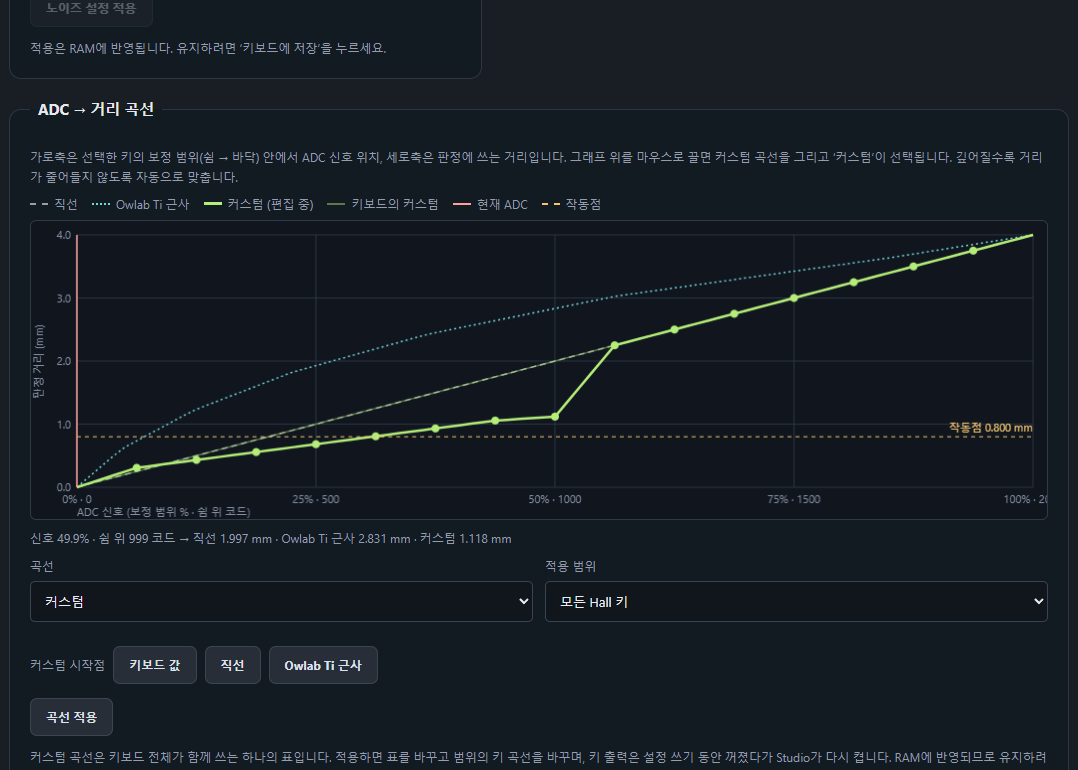 노이즈 설정 적용
적용은 RAM에 반영됩니다. 유지하려면 '키보드에 저장'을 누르세요.
ADC → 거리 곡선
가로축은 선택한 키의 보정 범위(쉼 → 바닥) 안에서 ADC 신호 위치, 세로축은 판정에 쓰는 거리입니다. 그래프 위를 마우스로 끌면 커스텀 곡선을 그리고 '커스텀'이 선택됩니다. 깊어질수록 거리
가 줄어들지 않도록 자동으로 맞춥니다.
직선 Owlab Ti 근사 커스텀 (편집 중) 키보드의 커스텀 현재 ADC 작동점
4.0
3.0
2.0
1.0
0.0
판정 거리 (mm)
작동점 0.800 mm
0% · 0 25% · 500 50% · 1000 75% · 1500 100% · 20
ADC 신호 (보정 범위 % · 쉼 위 코드)
신호 49.9% · 쉼 위 999 코드 → 직선 1.997 mm · Owlab Ti 근사 2.831 mm · 커스텀 1.118 mm
곡선 적용 범위
커스텀 모든 Hall 키
커스텀 시작점 키보드 값 직선 Owlab Ti 근사
곡선 적용
커스텀 곡선은 키보드 전체가 함께 쓰는 하나의 표입니다. 적용하면 표를 바꾸고 범위의 키 곡선을 바꾸며, 키 출력은 설정 쓰기 동안 꺼졌다가 Studio가 다시 켭니다. RAM에 반영되므로 유지하려